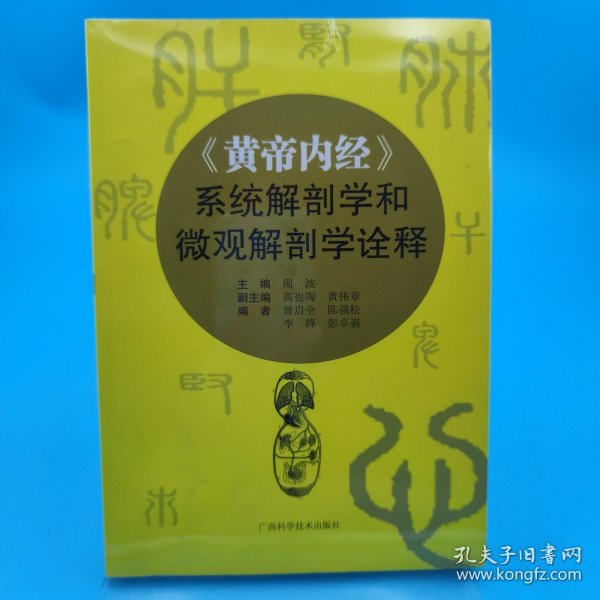 《黄帝内经》
系统解剖学和
微观解剖学诠释
主编 周波
副主编 高也陶 黄伟章
编者 曾启全 陈强松
李韡 彭卓嵛
广西科学技术出版社
孔夫子旧书网
www.kongfz.com